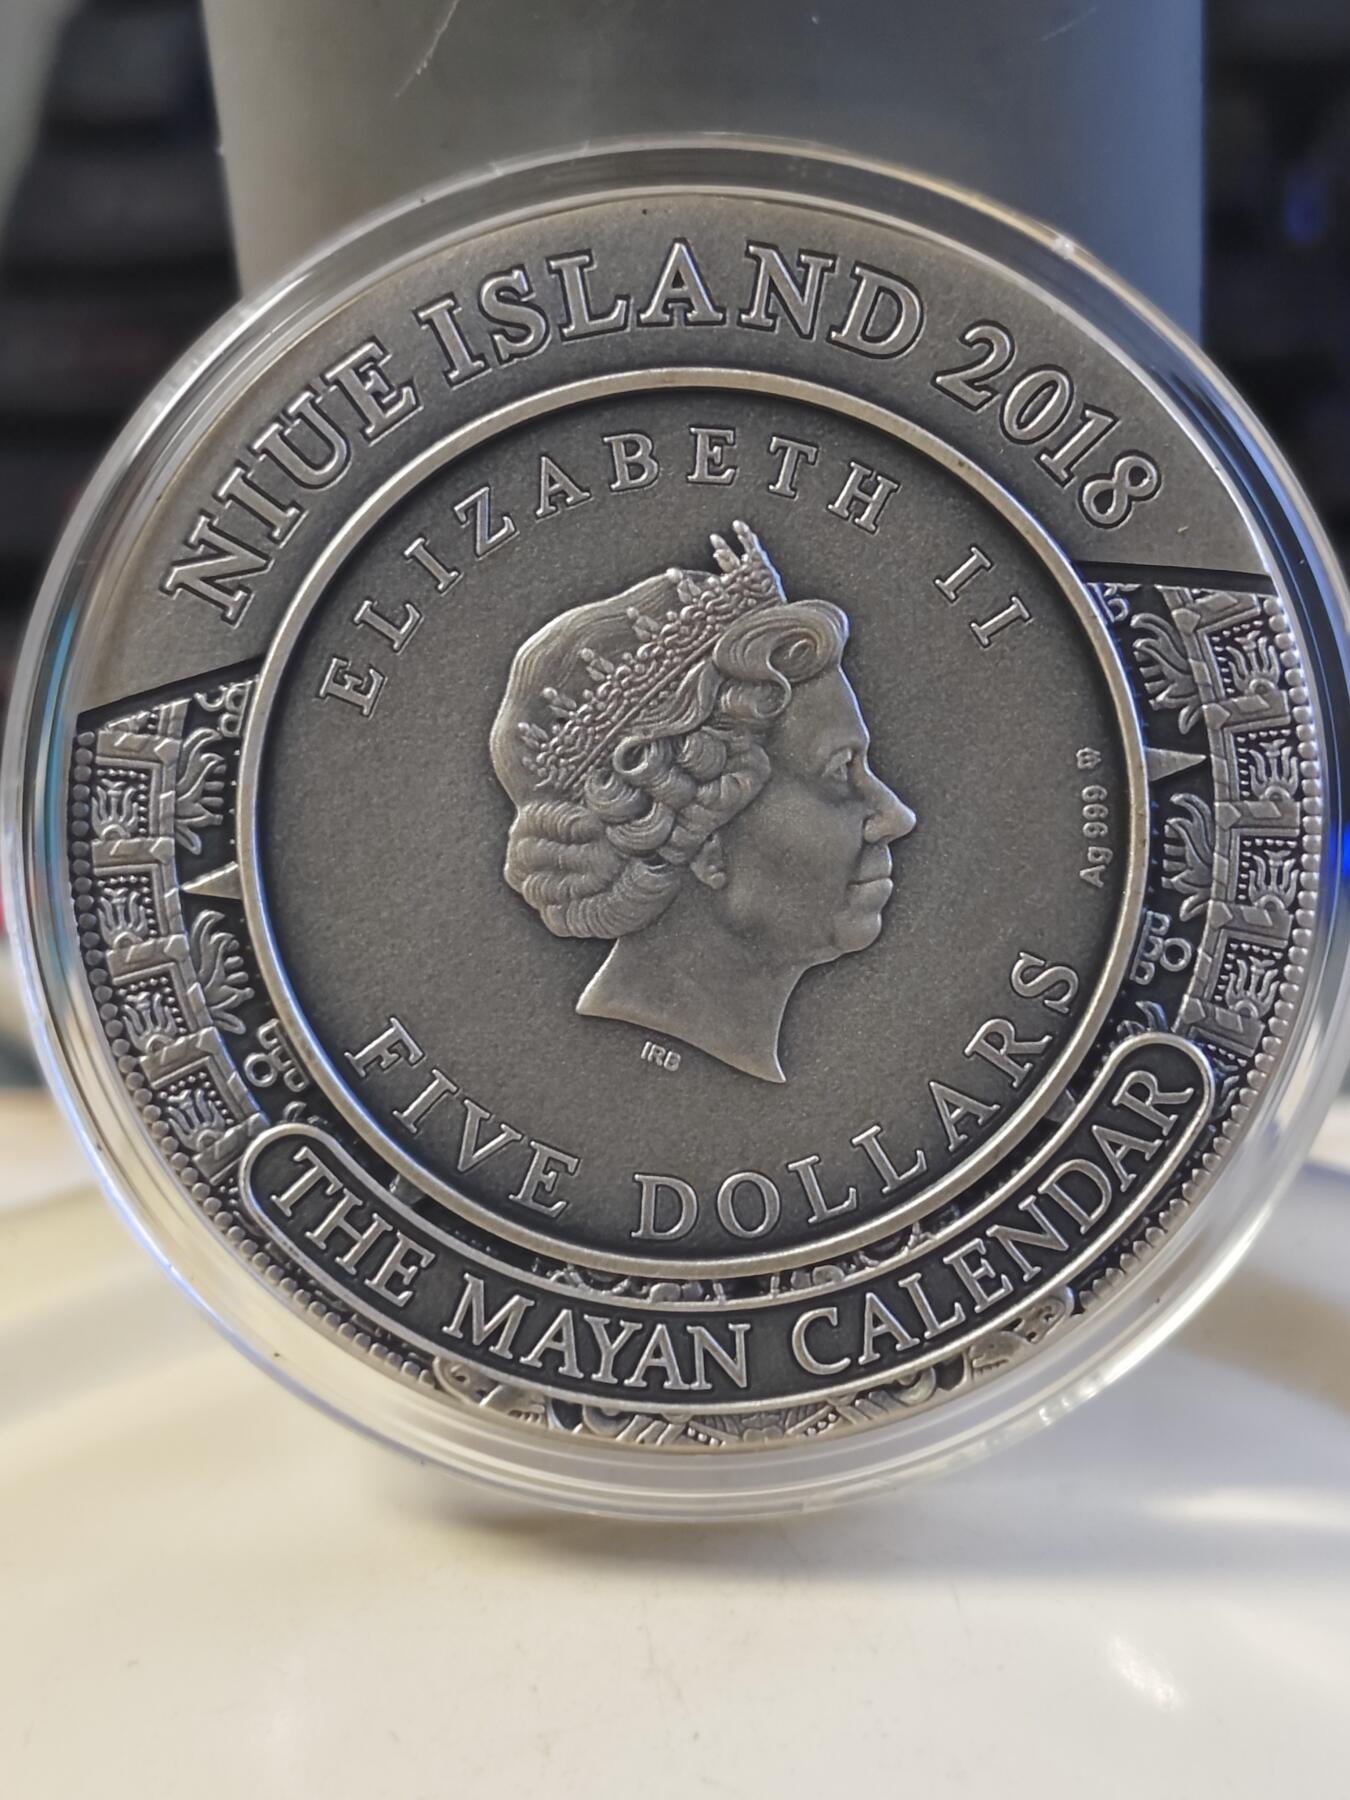 NIUE ISLAND 2018
ELIZABETH II
Ag 999
IRB
FIVE DOLLARS
THE MAYAN CALENDAR